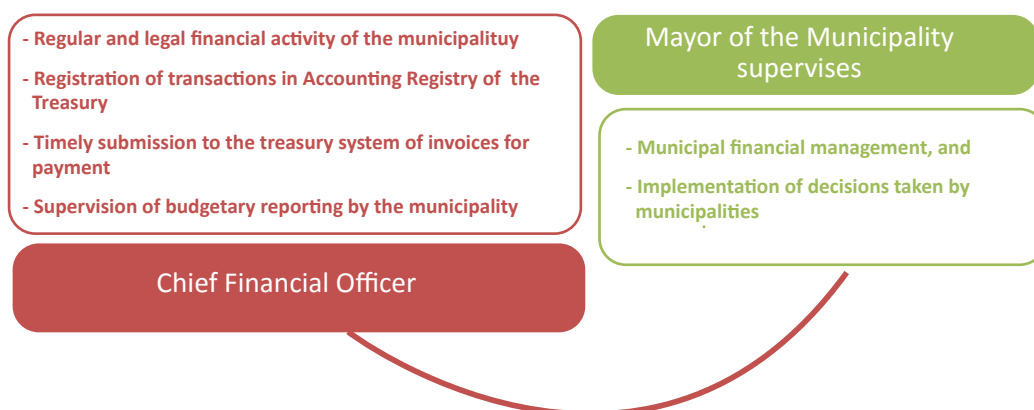 - Regular and legal financial activity of the municipalituy
- Registration of transactions in Accounting Registry of the
Treasury
- Timely submission to the treasury system of invoices for
payment
- Supervision of budgetary reporting by the municipality
Chief Financial Officer
Mayor of the Municipality
supervises
- Municipal financial management, and
- Implementation of decisions taken by
municipalities